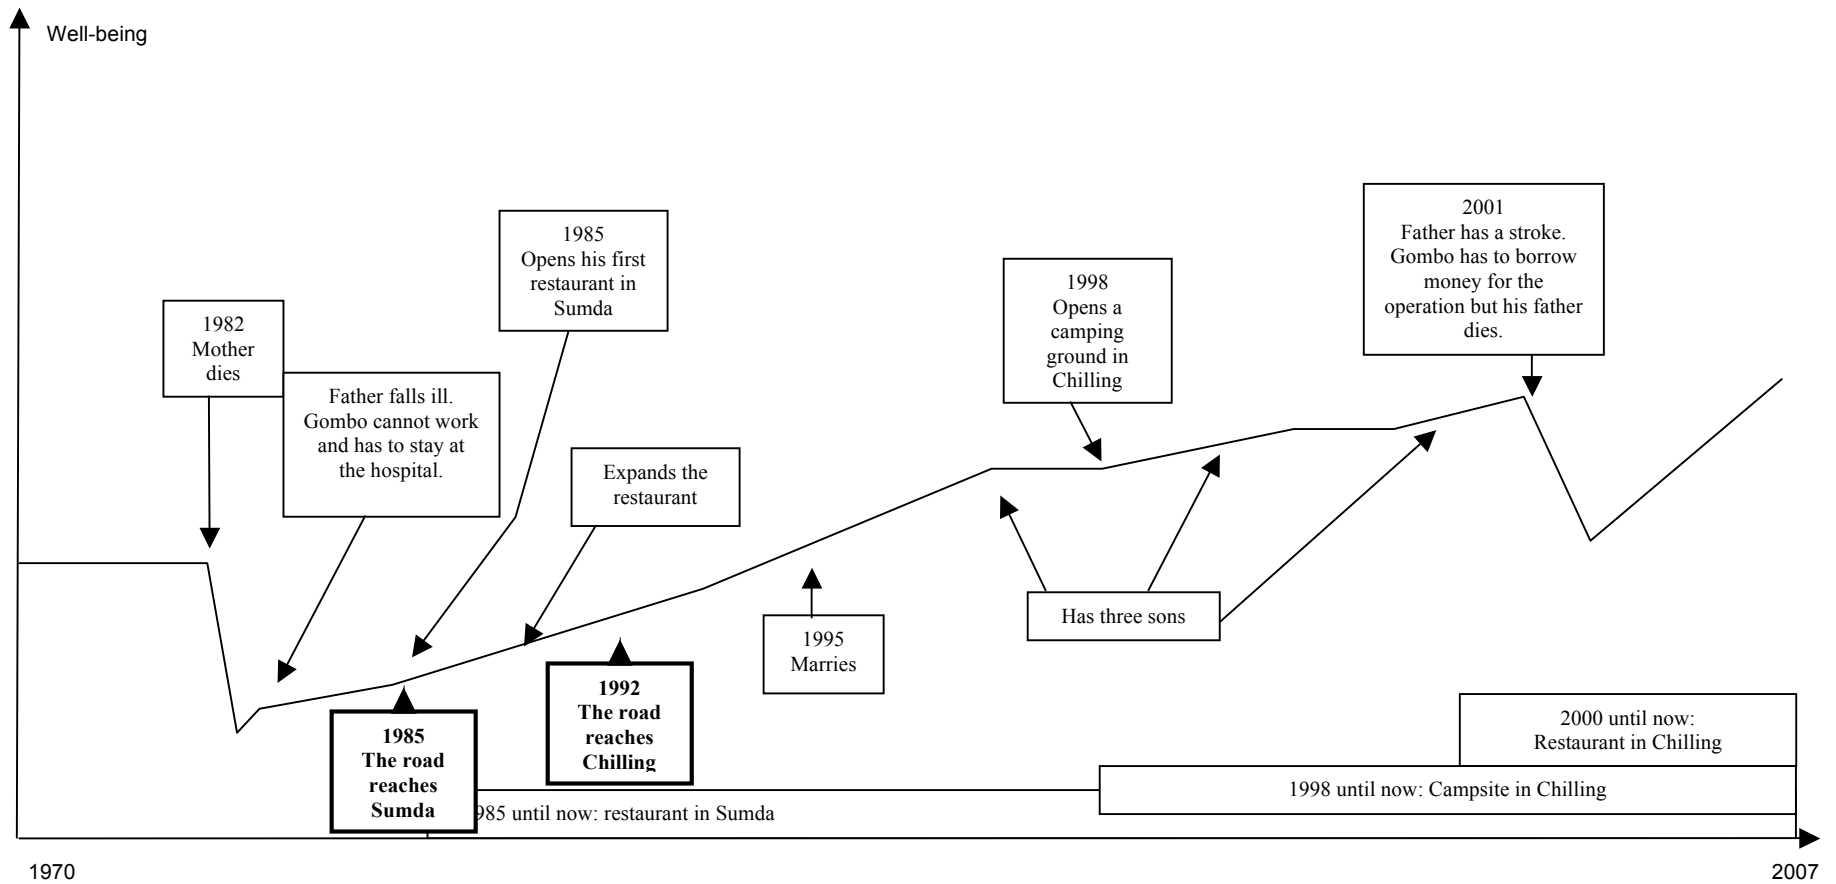 Well-being
1982
Mother
dies
Father falls ill.
Gombo cannot work
and has to stay at
the hospital.
1985
Opens his first
restaurant in
Sumda
Expands the
restaurant
1998
Opens a
camping
ground in
Chilling
2001
Father has a stroke.
Gombo has to borrow
money for the
operation but his father
dies.
1985
The road
reaches
Sumda
1992
The road
reaches
Chilling
1995
Marries
Has three sons
2000 until now:
Restaurant in Chilling
1998 until now: Campsite in Chilling
985 until now: restaurant in Sumda
1970
2007